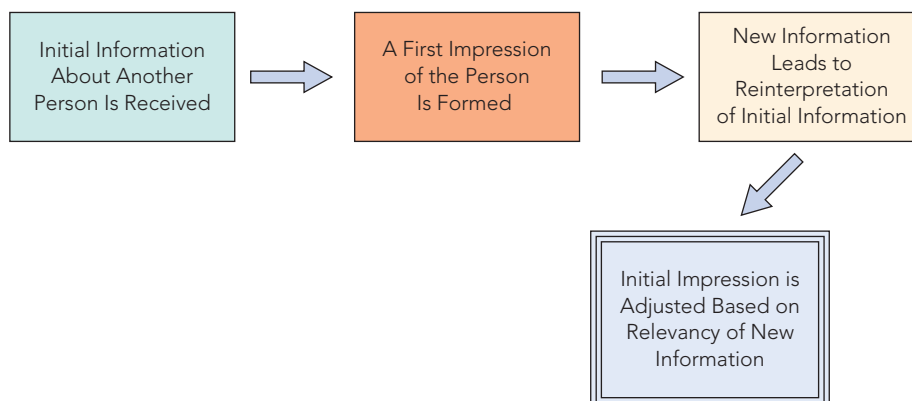 Initial Information
About Another
Person Is Received
A First Impression
of the Person
Is Formed
New Information
Leads to
Reinterpretation
of Initial Information
Initial Impression is
Adjusted Based on
Relevancy of New
Information